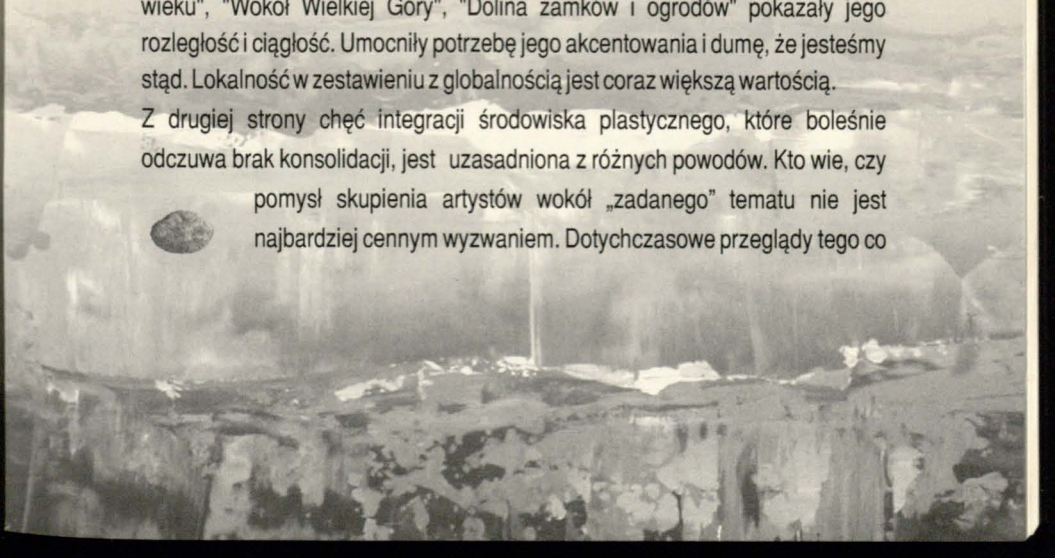 wieku", "Wokół Wielkiej Góry", "Dolina zamków i ogrodów" pokazały jego
rozległość i ciągłość. Umocniły potrzebę jego akcentowania i dumę, że jesteśmy
stąd. Lokalność w zestawieniu z globalnością jest coraz większą wartością.
Z drugiej strony chęć integracji środowiska plastycznego, które boleśnie
odczuwa brak konsolidacji, jest uzasadniona z różnych powodów. Kto wie, czy
pomysł skupienia artystów wokół „zadanego” tematu nie jest
najbardziej cennym wyzwaniem. Dotychczasowe przeglądy tego co